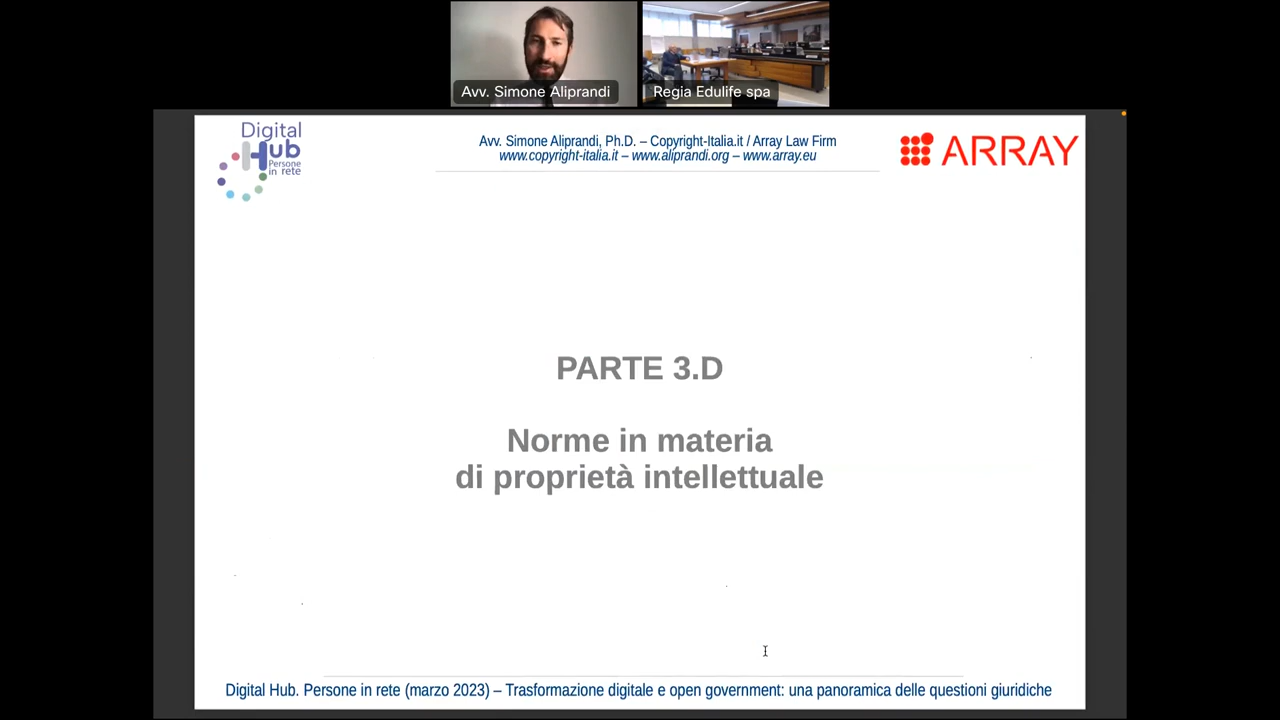 Avv. Simone Aliprandi
Regia Edulife spa
Digital
Hub
Persone
in rete
Avv. Simone Aliprandi, Ph.D. – Copyright-Italia.it / Array Law Firm
www.copyright-italia.it – www.aliprandi.org – www.array.eu
ARRAY
PARTE 3.D
Norme in materia
di proprietà intellettuale
Digital Hub. Persone in rete (marzo 2023) – Trasformazione digitale e open government: una panoramica delle questioni giuridiche